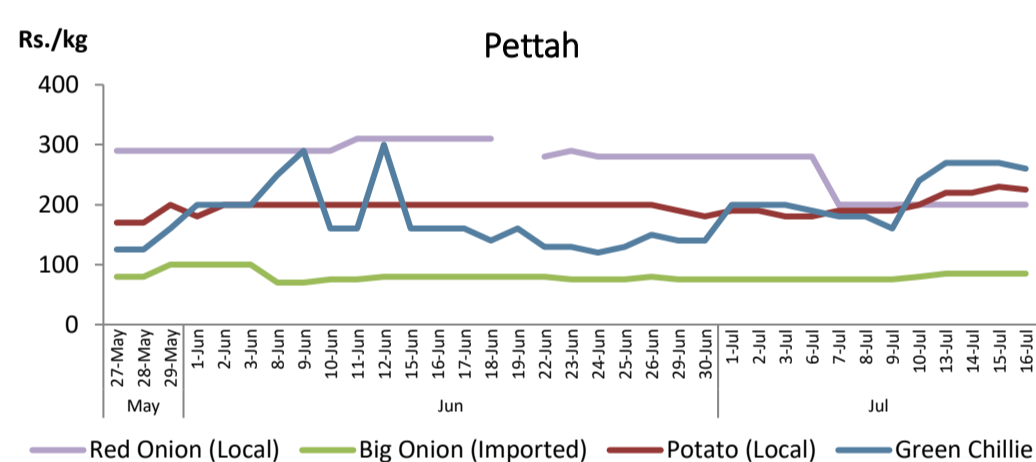 Rs./kg
Pettah
400
300
200
100
0
27-May 28-May 29-May 1-Jun 2-Jun 3-Jun 8-Jun 9-Jun 10-Jun 11-Jun 12-Jun 15-Jun 16-Jun 17-Jun 18-Jun 19-Jun 22-Jun 23-Jun 24-Jun 25-Jun 26-Jun 29-Jun 30-Jun 1-Jul 2-Jul 3-Jul 6-Jul 7-Jul 8-Jul 9-Jul 10-Jul 13-Jul 14-Jul 15-Jul 16-Jul
May Jun Jul
Red Onion (Local) Big Onion (Imported) Potato (Local) Green Chillie